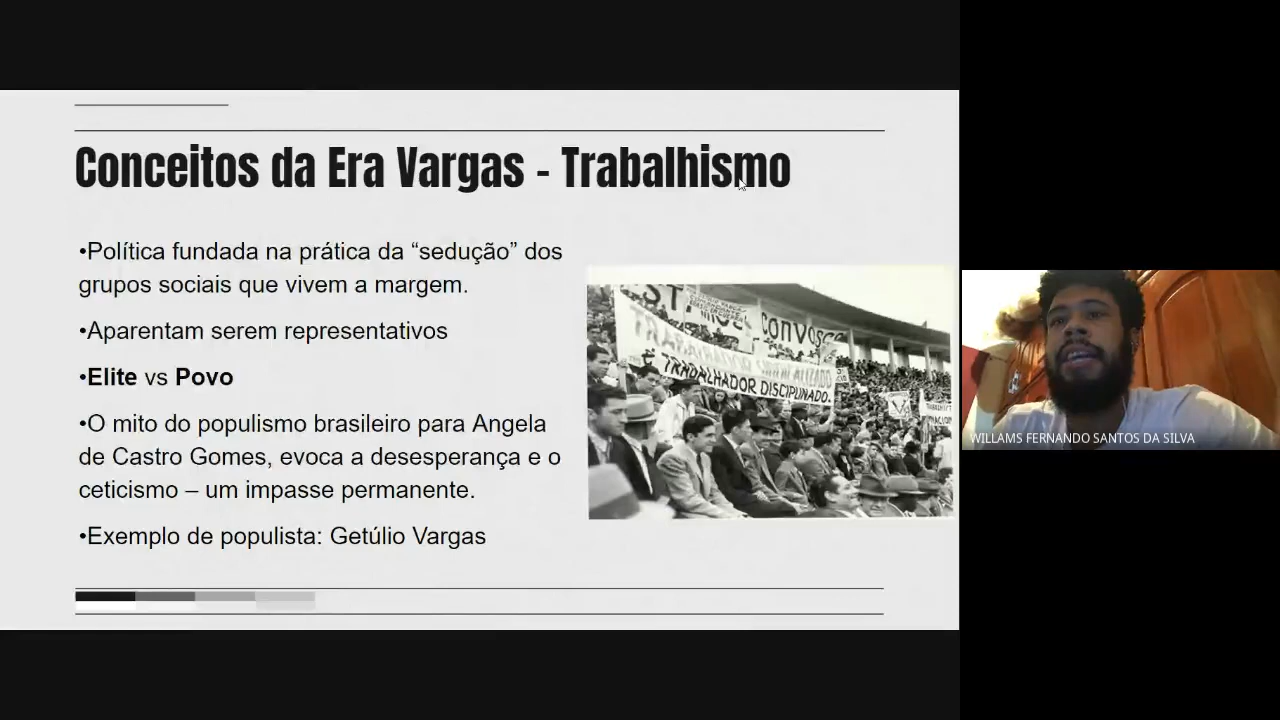 Conceitos da Era Vargas - Trabalhismo
•Política fundada na prática da “sedução” dos
grupos sociais que vivem a margem.
•Aparentam serem representativos
•Elite vs Povo
•O mito do populismo brasileiro para Angela
de Castro Gomes, evoca a desesperança e o
ceticismo – um impasse permanente.
•Exemplo de populista: Getúlio Vargas
CONVOSCO
TRABALHADOR SINDICALIZADO
É TRABALHADOR DISCIPLINADO.
WILLAMS FERNANDO SANTOS DA SILVA